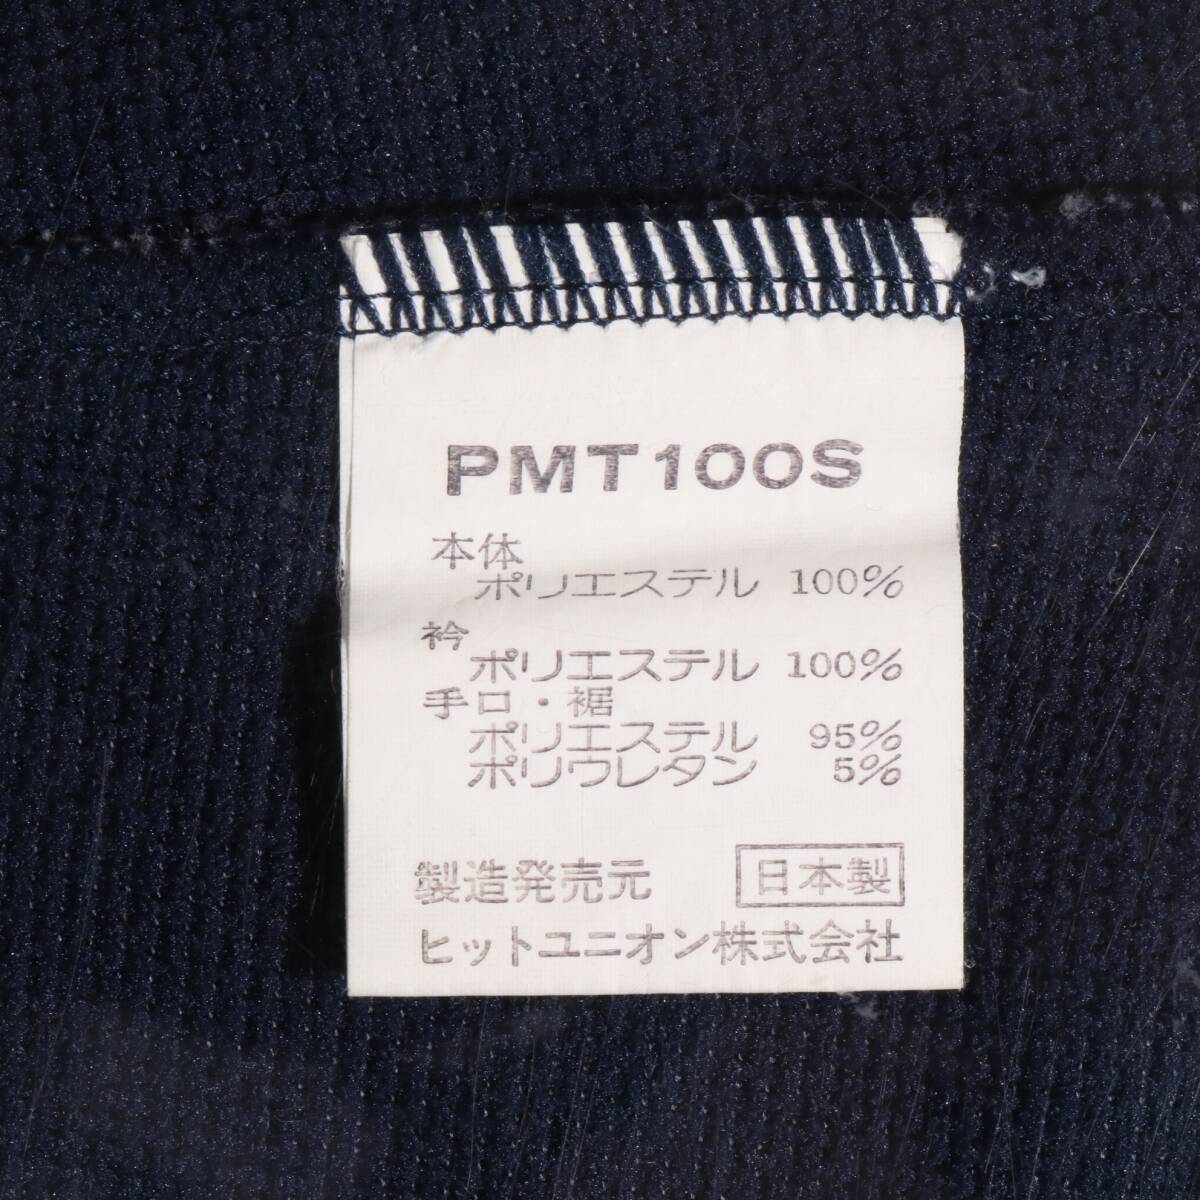 PMT100S
本体
ポリエステル 100%
衿
ポリエステル 100%
手口・裾
ポリエステル 95%
ポリウレタン 5%
製造発売元 日本製
ヒットユニオン株式会社